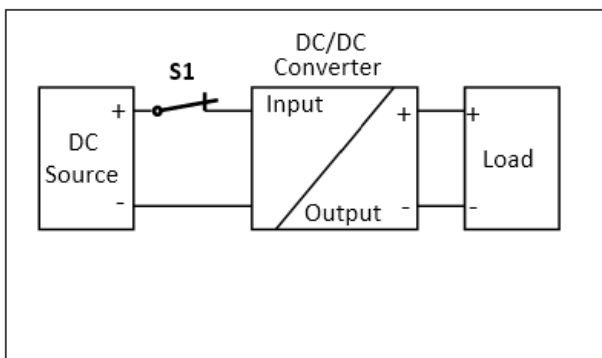 DC/DC
Converter
S1
+
DC
Source
-
Input
Output
+
-
+
Load
-